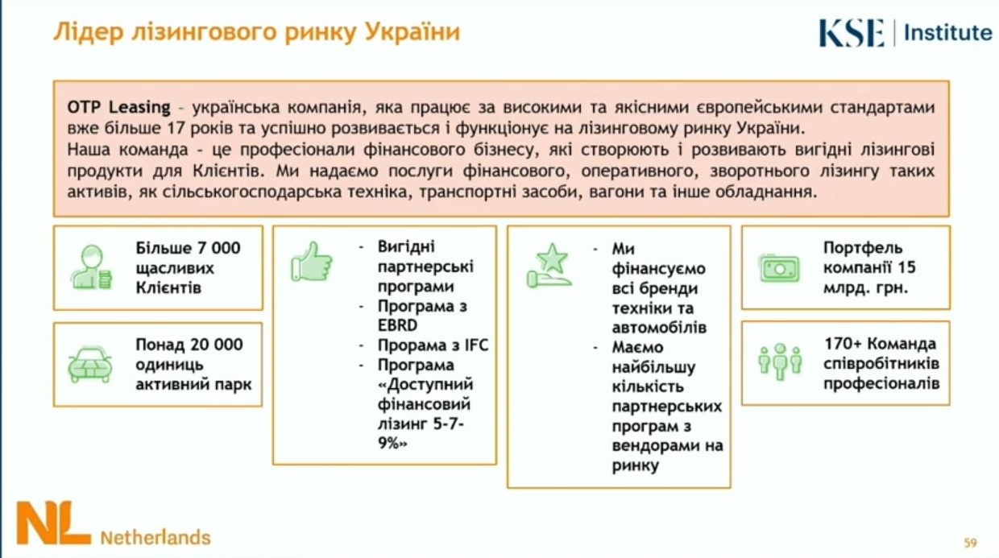 Лідер лізингового ринку України
KSE Institute
OTP Leasing - українська компанія, яка працює за високими та якісними європейськими стандартами
вже більше 17 років та успішно розвивається і функціонує на лізинговому ринку України.
Наша команда - це професіонали фінансового бізнесу, які створюють і розвивають вигідні лізингові
продукти для Клієнтів. Ми надаємо послуги фінансового, оперативного, зворотнього лізингу таких
активів, як сільськогосподарська техніка, транспортні засоби, вагони та інше обладнання.
Більше 7 000
щасливих
Клієнтів
Понад 20 000
одиниць
активний парк
- Вигідні
партнерські
програми
- Програма з
EBRD
- Прорама з IFC
- Програма
«Доступний
фінансовий
лізинг 5-7-
9%»
- Ми
фінансуємо
всі бренди
техніки та
автомобілів
- Маємо
найбільшу
кількість
партнерських
програм з
вендорами на
ринку
Портфель
компанії 15
млрд. грн.
170+ Команда
співробітників
професіоналів
NL Netherlands
59